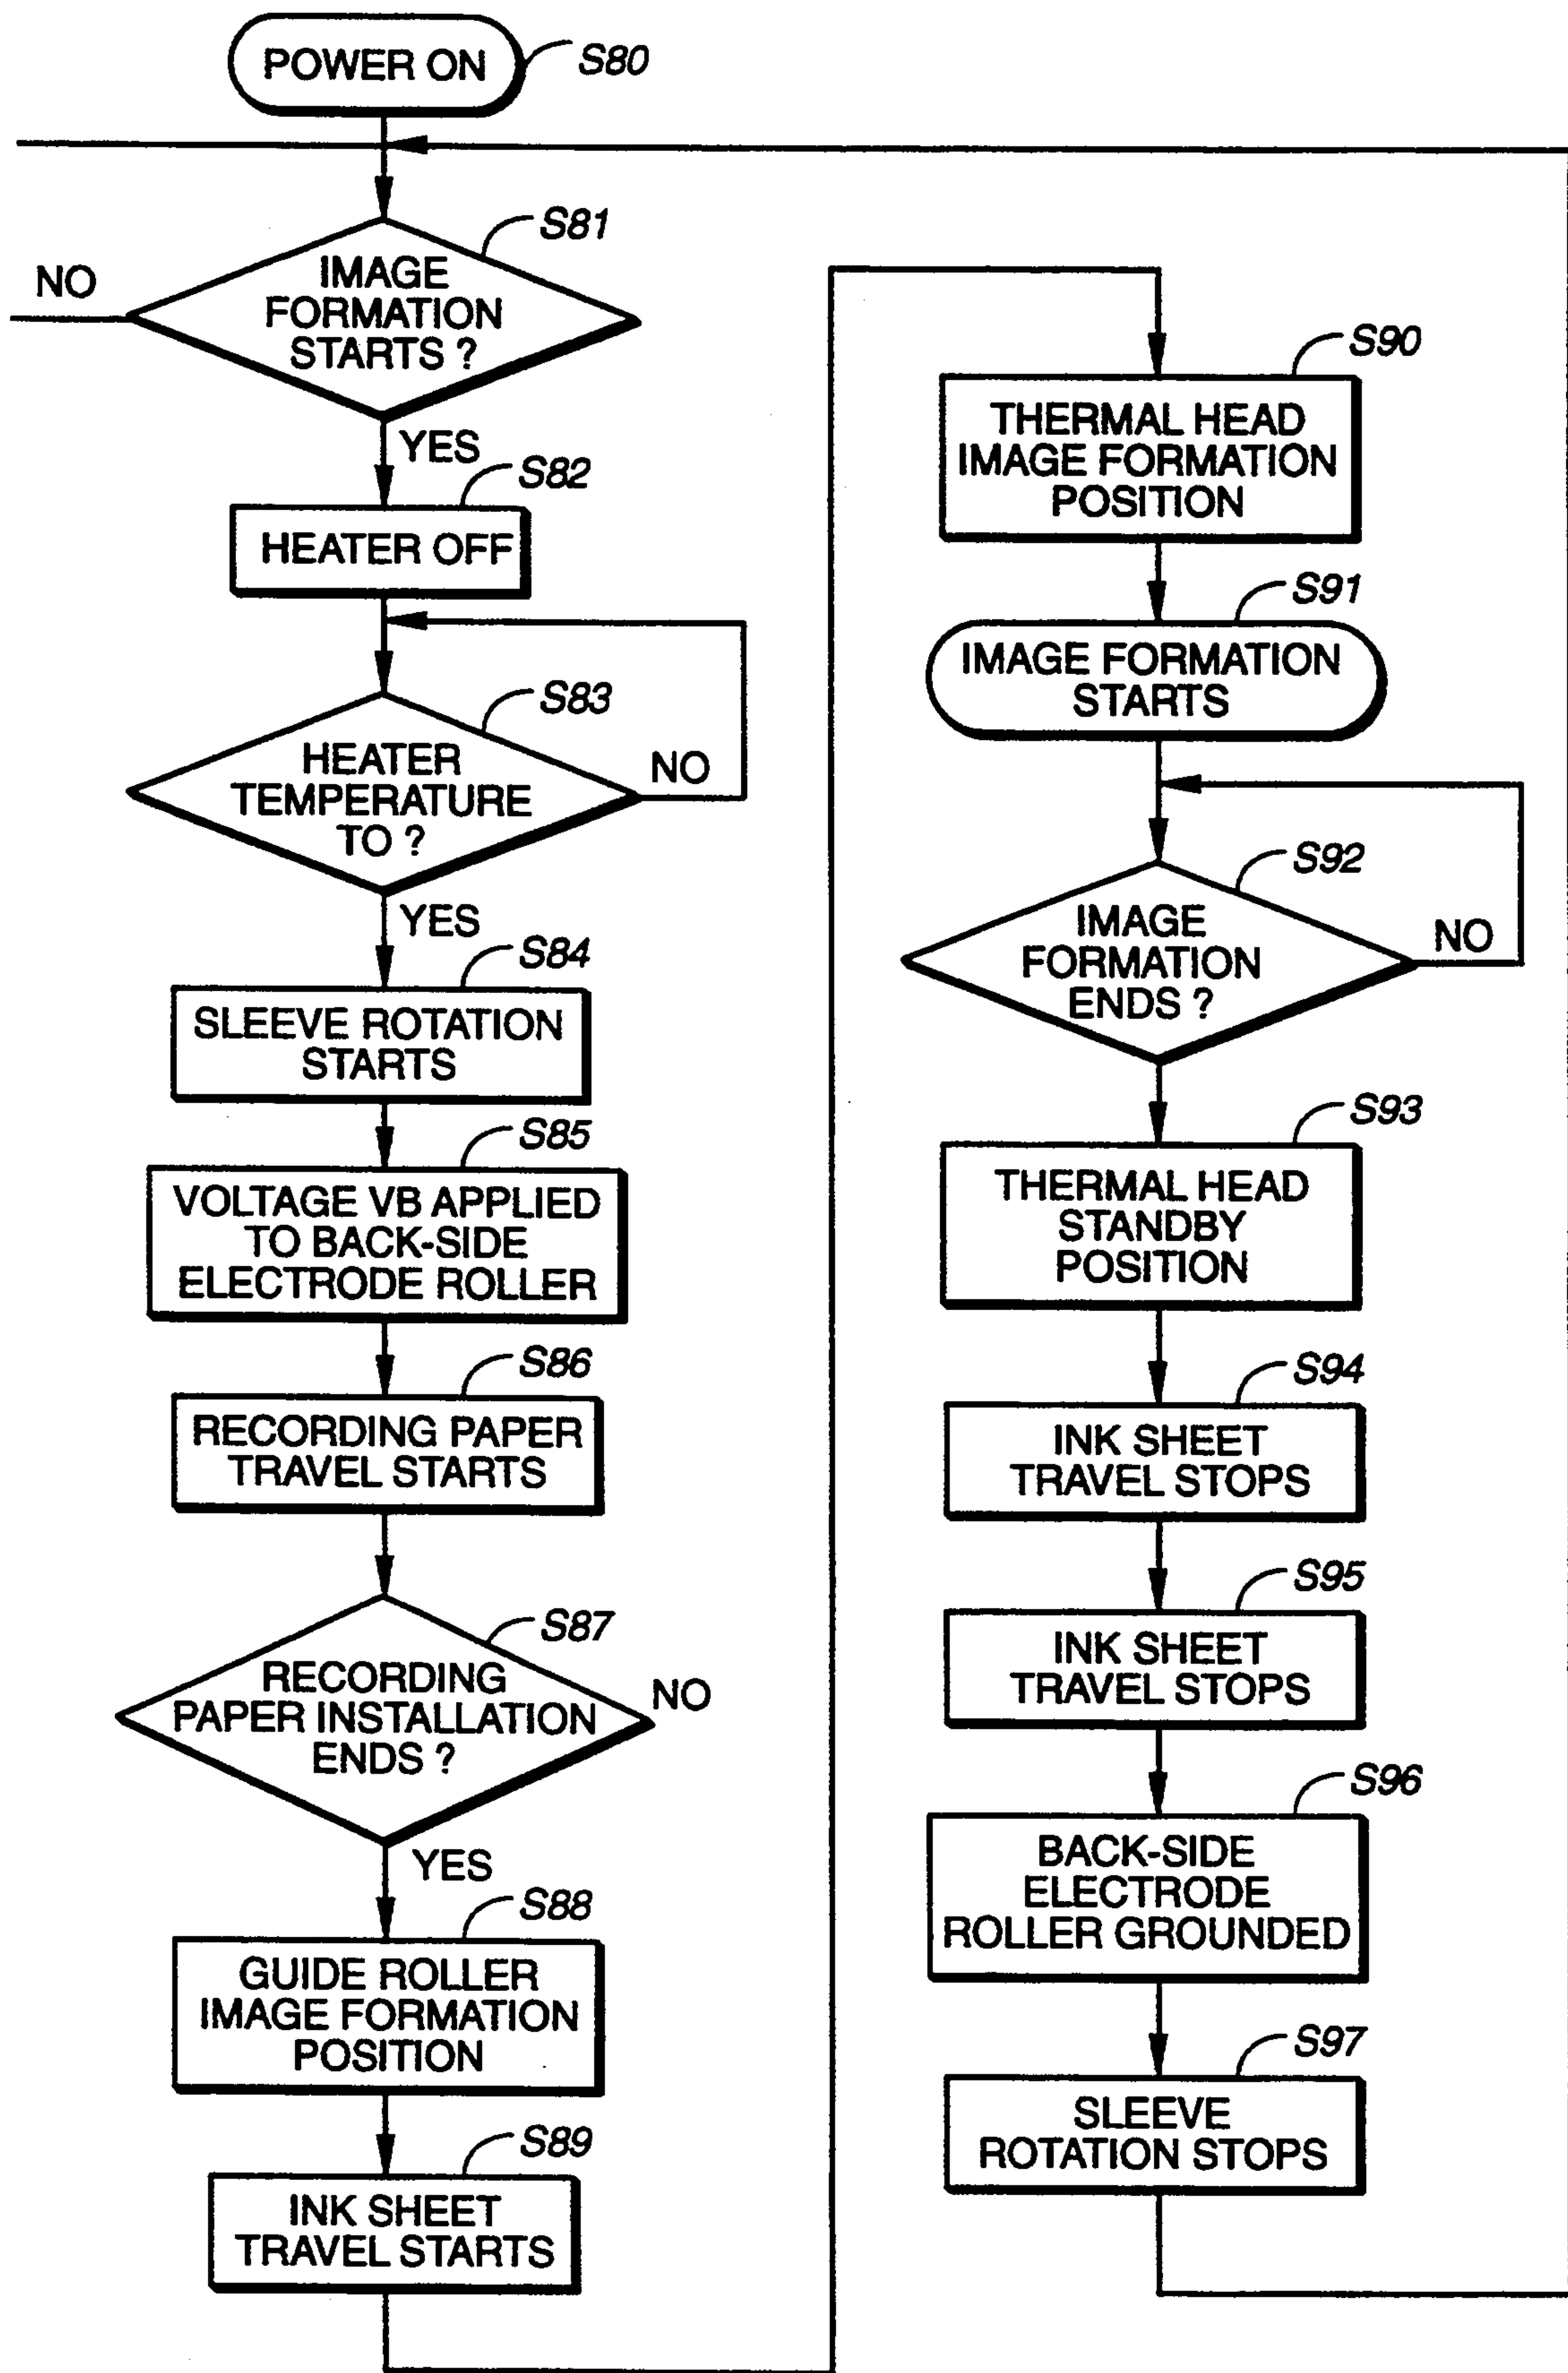 POWER ON
S80
S81
IMAGE
FORMATION
STARTS ?
NO
YES
S82
HEATER OFF
S83
HEATER
TEMPERATURE
TO ?
NO
YES
S84
SLEEVE ROTATION
STARTS
S85
VOLTAGE VB APPLIED
TO BACK-SIDE
ELECTRODE ROLLER
S86
RECORDING PAPER
TRAVEL STARTS
S87
RECORDING
PAPER INSTALLATION
ENDS ?
NO
YES
S88
GUIDE ROLLER
IMAGE FORMATION
POSITION
S89
INK SHEET
TRAVEL STARTS
S90
THERMAL HEAD
IMAGE FORMATION
POSITION
S91
IMAGE FORMATION
STARTS
S92
IMAGE
FORMATION
ENDS ?
NO
S93
THERMAL HEAD
STANDBY
POSITION
S94
INK SHEET
TRAVEL STOPS
S95
INK SHEET
TRAVEL STOPS
S96
BACK-SIDE
ELECTRODE
ROLLER GROUNDED
S97
SLEEVE
ROTATION STOPS